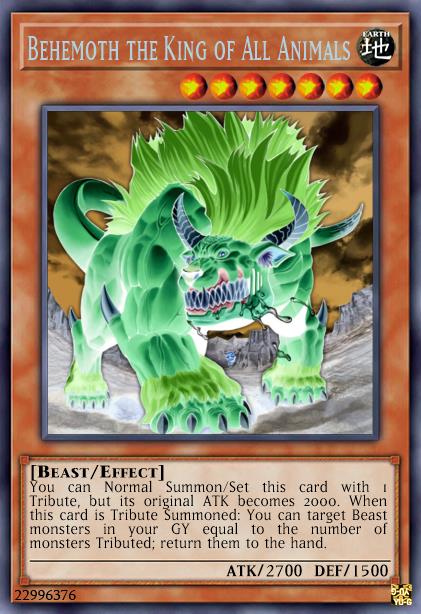 BEHEMOTH THE KING OF ALL ANIMALS
EARTH
地
[BEAST/EFFECT]
You can Normal Summon/Set this card with 1
Tribute, but its original ATK becomes 2000. When
this card is Tribute Summoned: You can target Beast
monsters in your GY equal to the number of
monsters Tributed; return them to the hand.
ATK/2700 DEF/1500
22996376